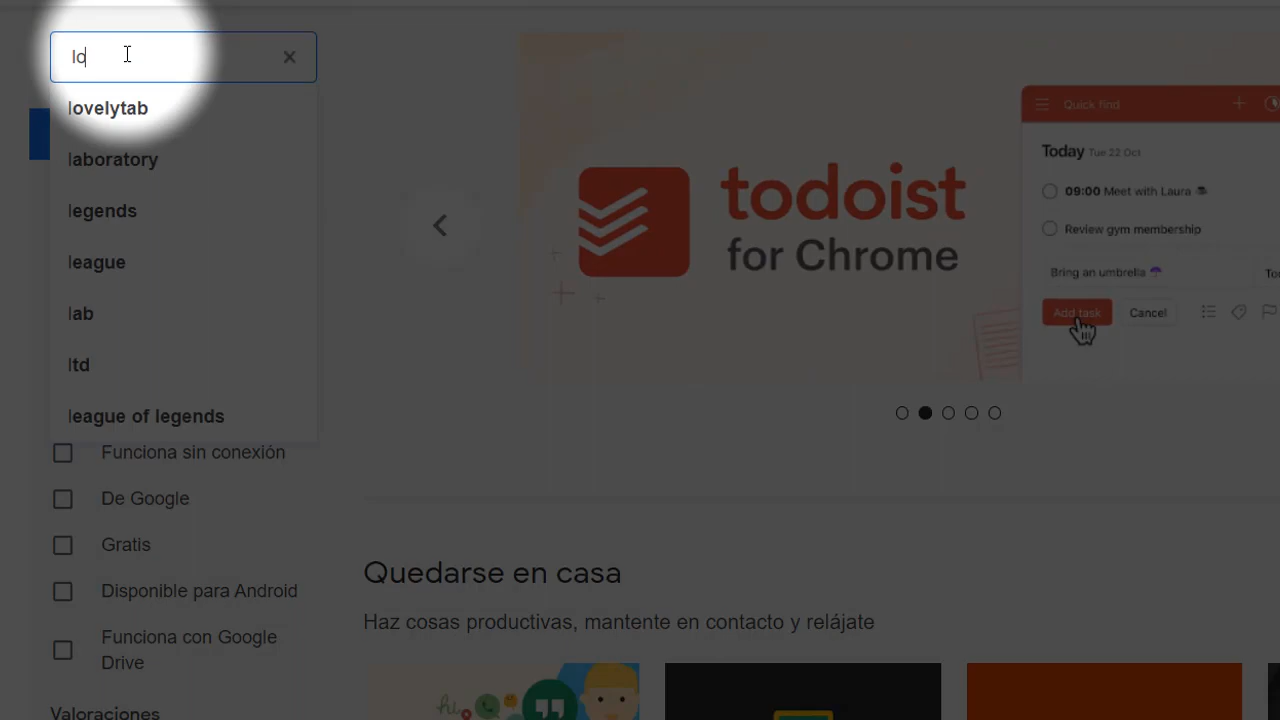 lo
lovelytab
laboratory
legends
league
lab
ltd
league of legends
Funciona sin conexión
De Google
Gratis
Disponible para Android
Funciona con Google
Drive
Valoraciones
todoist
for Chrome
Quick find
Today Tue 22 Oct
09:00 Meet with Laura
Review gym membership
Bring an umbrella
Add task
Cancel
Quedarse en casa
Haz cosas productivas, mantente en contacto y relájate
hi